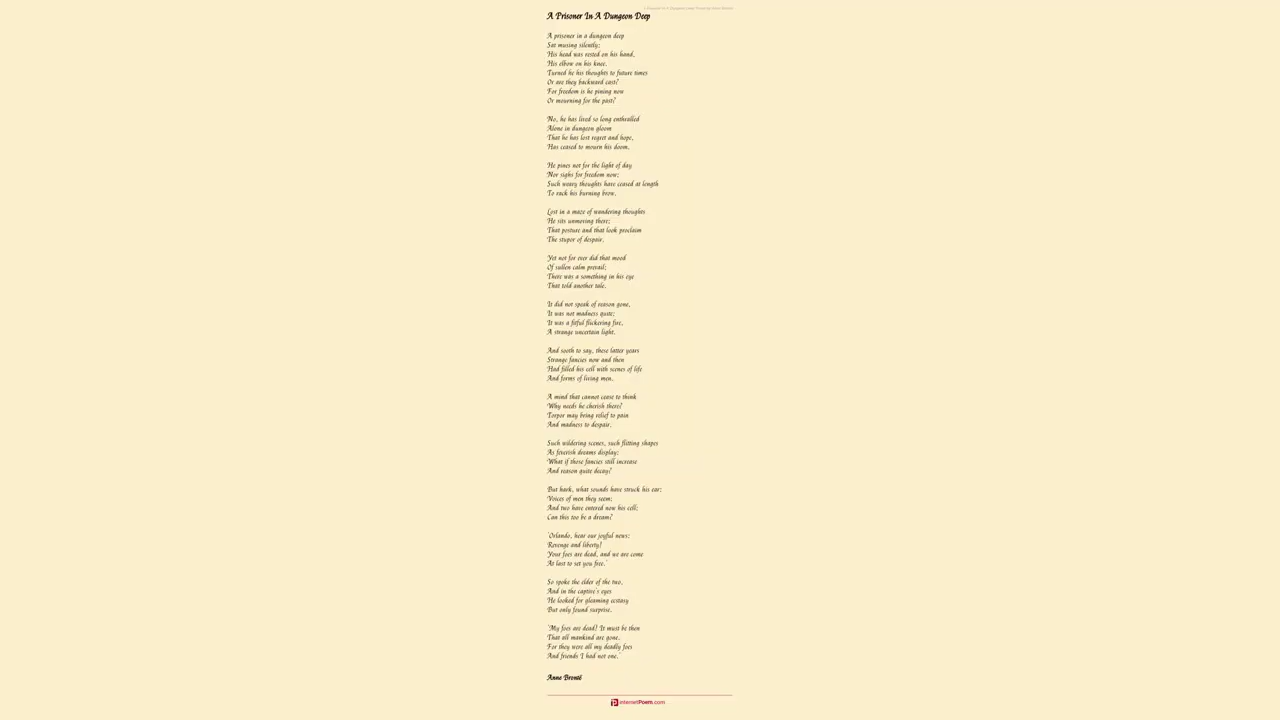 A Prisoner In A Dungeon Deep
A prisoner in a dungeon deep
Sat musing silently;
His head was rested on his hand,
His elbow on his knee.
Turned he his thoughts to future times
Or are they backward cast?
For freedom is he pining now
Or mourning for the past?
No, he has lived so long enthralled
Alone in dungeon gloom
That he has lost regret and hope,
Has ceased to mourn his doom.
He pines not for the light of day
Nor sighs for freedom now;
Such weary thoughts have ceased at length
To rack his burning brow.
Lost in a maze of wandering thoughts
He sits unmoving there;
That posture and that look proclaim
The stupor of despair.
Yet not for ever did that mood
Of sullen calm prevail;
There was a something in his eye
That told another tale.
It did not speak of reason gone,
It was not madness quite;
It was a fitful flickering fire,
A strange uncertain light.
And sooth to say, these latter years
Strange fancies now and then
Had filled his cell with scenes of life
And forms of living men.
A mind that cannot cease to think
Why needs he cherish there?
Torpor may bring relief to pain
And madness to despair.
Such wildering scenes, such flitting shapes
As feverish dreams display;
What if those fancies still increase
And reason quite decay?
But hark, what sounds have struck his ear;
Voices of men they seem;
And two have entered now his cell;
Can this too be a dream?
'Orlando, hear our joyful news:
Revenge and liberty!
Your foes are dead, and we are come
At last to set you free.'
So spoke the elder of the two,
And in the captive's eyes
He looked for gleaming ecstasy
But only found surprise.
'My foes are dead! It must be then
That all mankind are gone.
For they were all my deadly foes
And friends I had not one.'
Anne Brontë
internetPoem.com